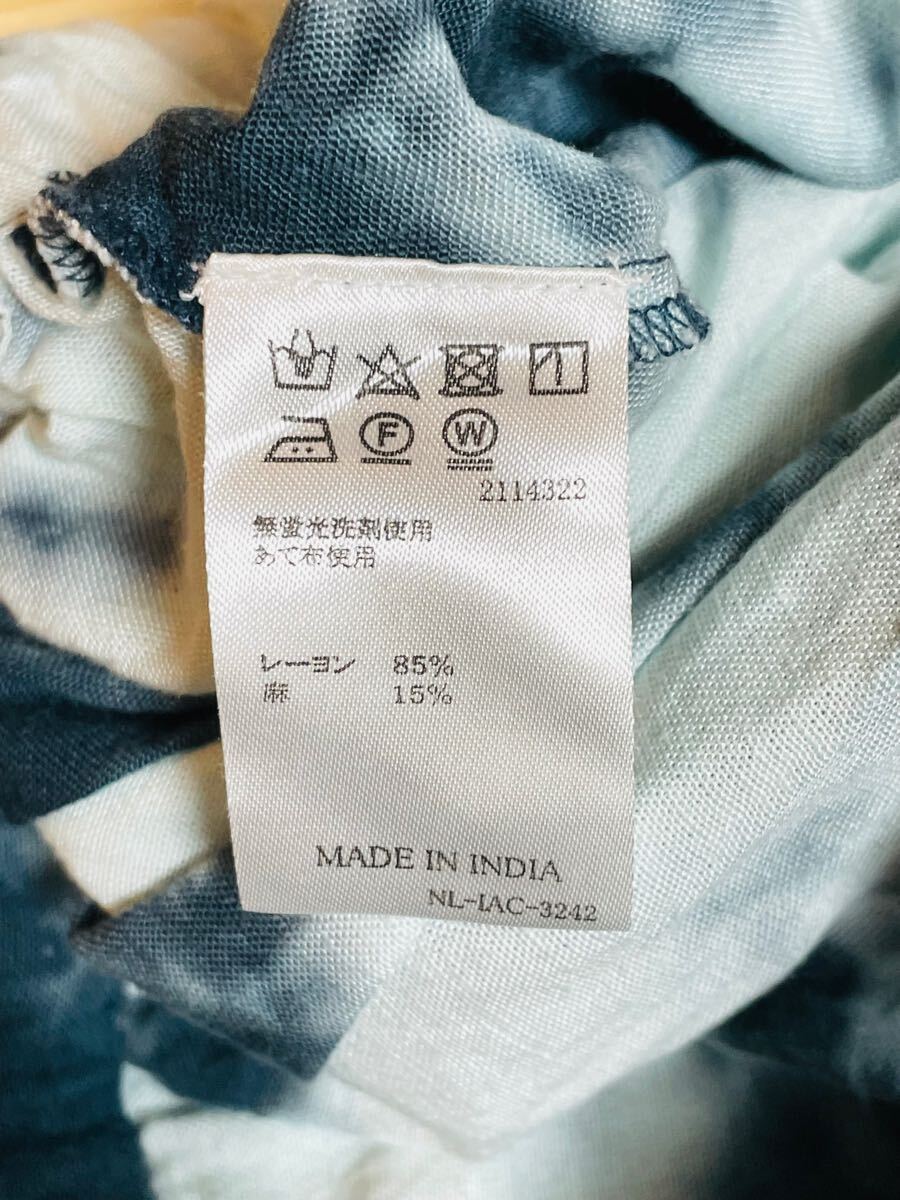 F W
2114322
無蛍光洗剤使用
あて布使用
レーヨン 85%
麻 15%
MADE IN INDIA
NL-IAC-3242